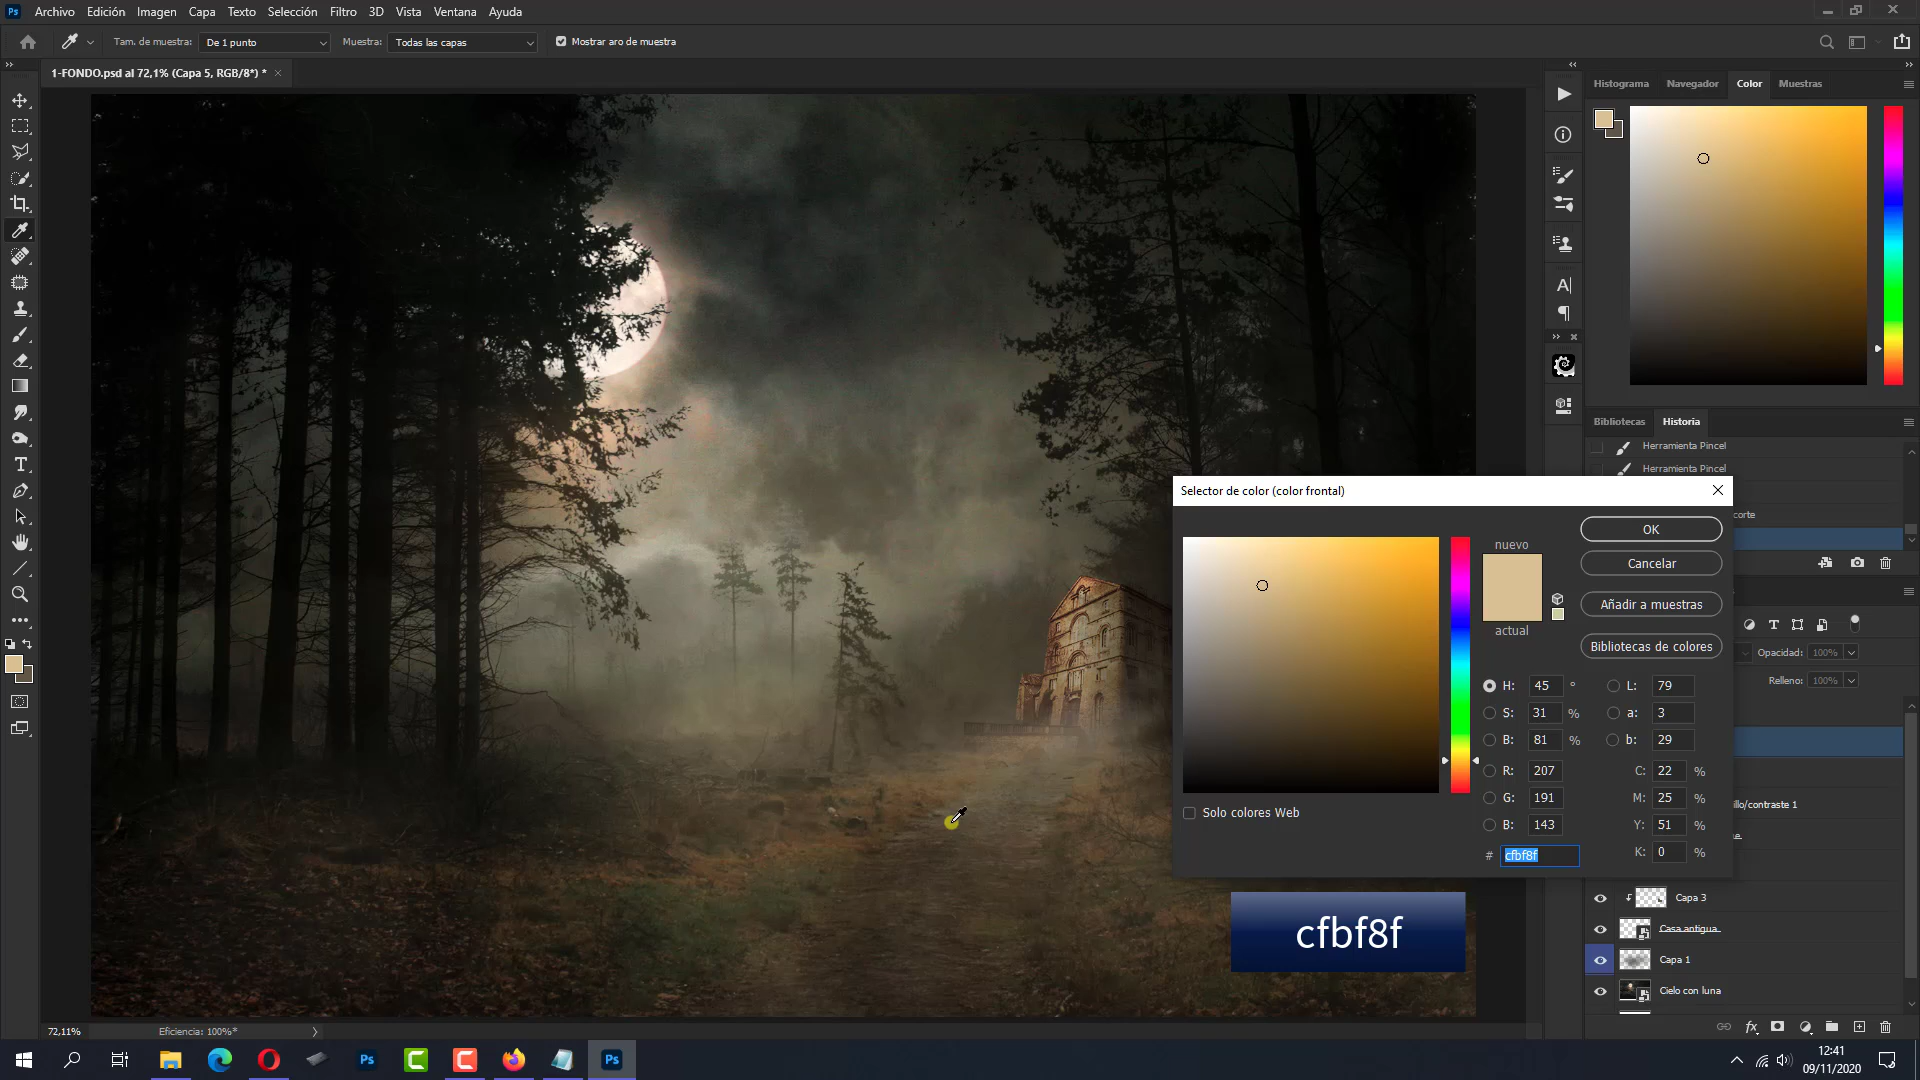 Ps Archivo Edición Imagen Capa Texto Selección Filtro 3D Vista Ventana Ayuda
Tam. de muestra: De 1 punto Muestra: Todas las capas Mostrar aro de muestra
1-FONDO.psd al 72,1% (Capa 5, RGB/8*) *
Histograma Navegador Color Muestras
Bibliotecas Historia
Herramienta Pincel
Herramienta Pincel
corte
Selector de color (color frontal)
nuevo
actual
OK
Cancelar
Añadir a muestras
Bibliotecas de colores
H: 45 ° L: 79
S: 31 % a: 3
B: 81 % b: 29
R: 207 C: 22 %
G: 191 M: 25 %
B: 143 Y: 51 %
# cfbf8f K: 0 %
Solo colores Web
Opacidad: 100%
Relleno: 100%
llo/contraste 1
Capa 3
Casa antigua
Capa 1
Cielo con luna
cfbf8f
72,11% Eficiencia: 100%*
12:41
09/11/2020